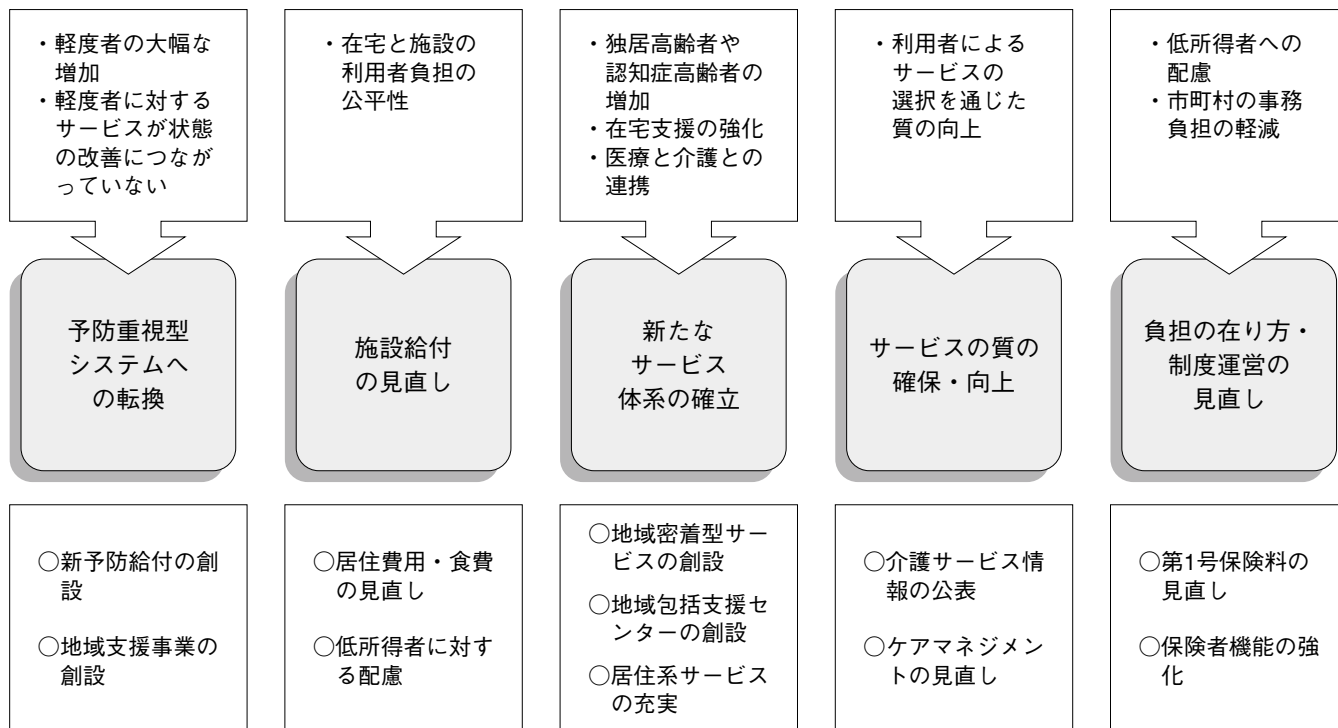 ・軽度者の大幅な
増加
・軽度者に対する
サービスが状態
の改善につなが
っていない
・在宅と施設の
利用者負担の
公平性
・独居高齢者や
認知症高齢者の
増加
・在宅支援の強化
・医療と介護との
連携
・利用者による
サービスの
選択を通じた
質の向上
・低所得者への
配慮
・市町村の事務
負担の軽減
予防重視型
システムへ
の転換
施設給付
の見直し
新たな
サービス
体系の確立
サービスの質の
確保・向上
負担の在り方・
制度運営の
見直し
○新予防給付の創
設
○地域支援事業の
創設
○居住費用・食費
の見直し
○低所得者に対す
る配慮
○地域密着型サー
ビスの創設
○地域包括支援セ
ンターの創設
○居住系サービス
の充実
○介護サービス情
報の公表
○ケアマネジメン
トの見直し
○第1号保険料の
見直し
○保険者機能の強
化